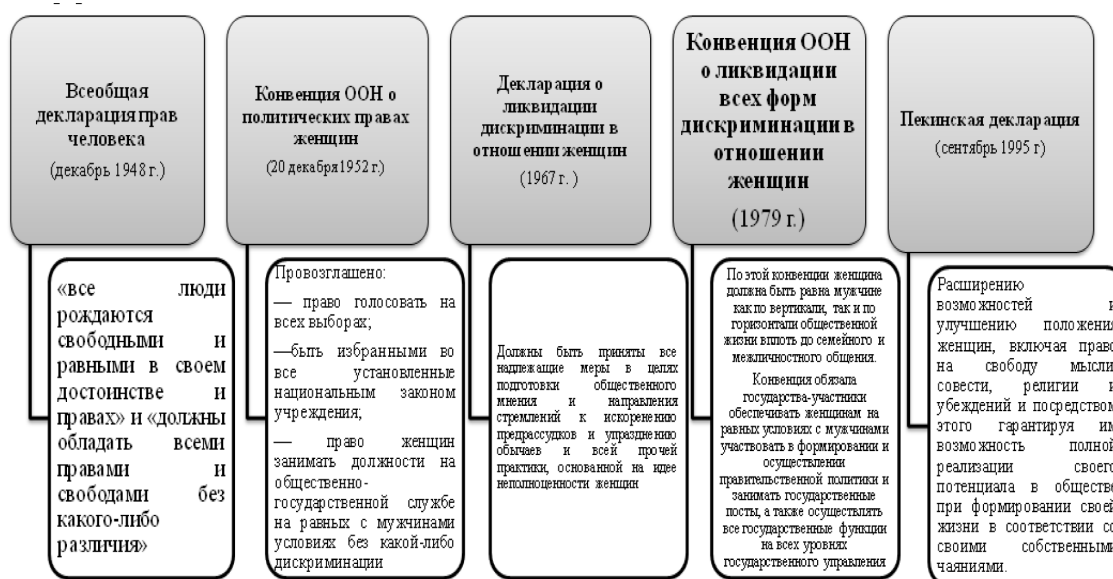 Всеобщая
декларация прав
человека
(декабрь 1948 г.)
«все люди
рождаются
свободными и
равными в своем
достоинстве и
правах» и «должны
обладать всеми
правами и
свободами без
какого-либо
различия»
Конвенция ООН о
политических правах
женщин
(20 декабря 1952 г.)
Провозглашено:
— право голосовать на
всех выборах;
—быть избранными во
все установленные
национальным законом
учреждения;
— право женщин
занимать должности на
общественно-
государственной службе
на равных с мужчинами
условиях без какой-либо
дискриминации
Декларация о
ликвидации
дискриминации в
отношении женщин
(1967 г. )
Должны быть приняты все
надлежащие меры в целях
подготовки общественного
мнения и направления
стремлений к искоренению
предрассудков и упразднению
обычаев и всей прочей
практики, основанной на идее
неполноценности женщин
Конвенция ООН
о ликвидации
всех форм
дискриминации в
отношении
женщин
(1979 г.)
По этой конвенции женщина
должна быть равна мужчине
как по вертикали, так и по
горизонтали общественной
жизни вплоть до семейного и
межличностного общения.
Конвенция обязала
государства-участники
обеспечивать женщинам на
равных условиях с мужчинами
участвовать в формировании и
осуществлении
правительственной политики и
занимать государственные
посты, а также осуществлять
все государственные функции
на всех уровнях
государственного управления
Пекинская декларация
(сентябрь 1995 г)
Расширению
возможностей и
улучшению положения
женщин, включая право
на свободу мысли,
совести, религии и
убеждений и посредством
этого гарантируя им
возможность полной
реализации своего
потенциала в обществе
при формировании своей
жизни в соответствии со
своими собственными
чаяниями.